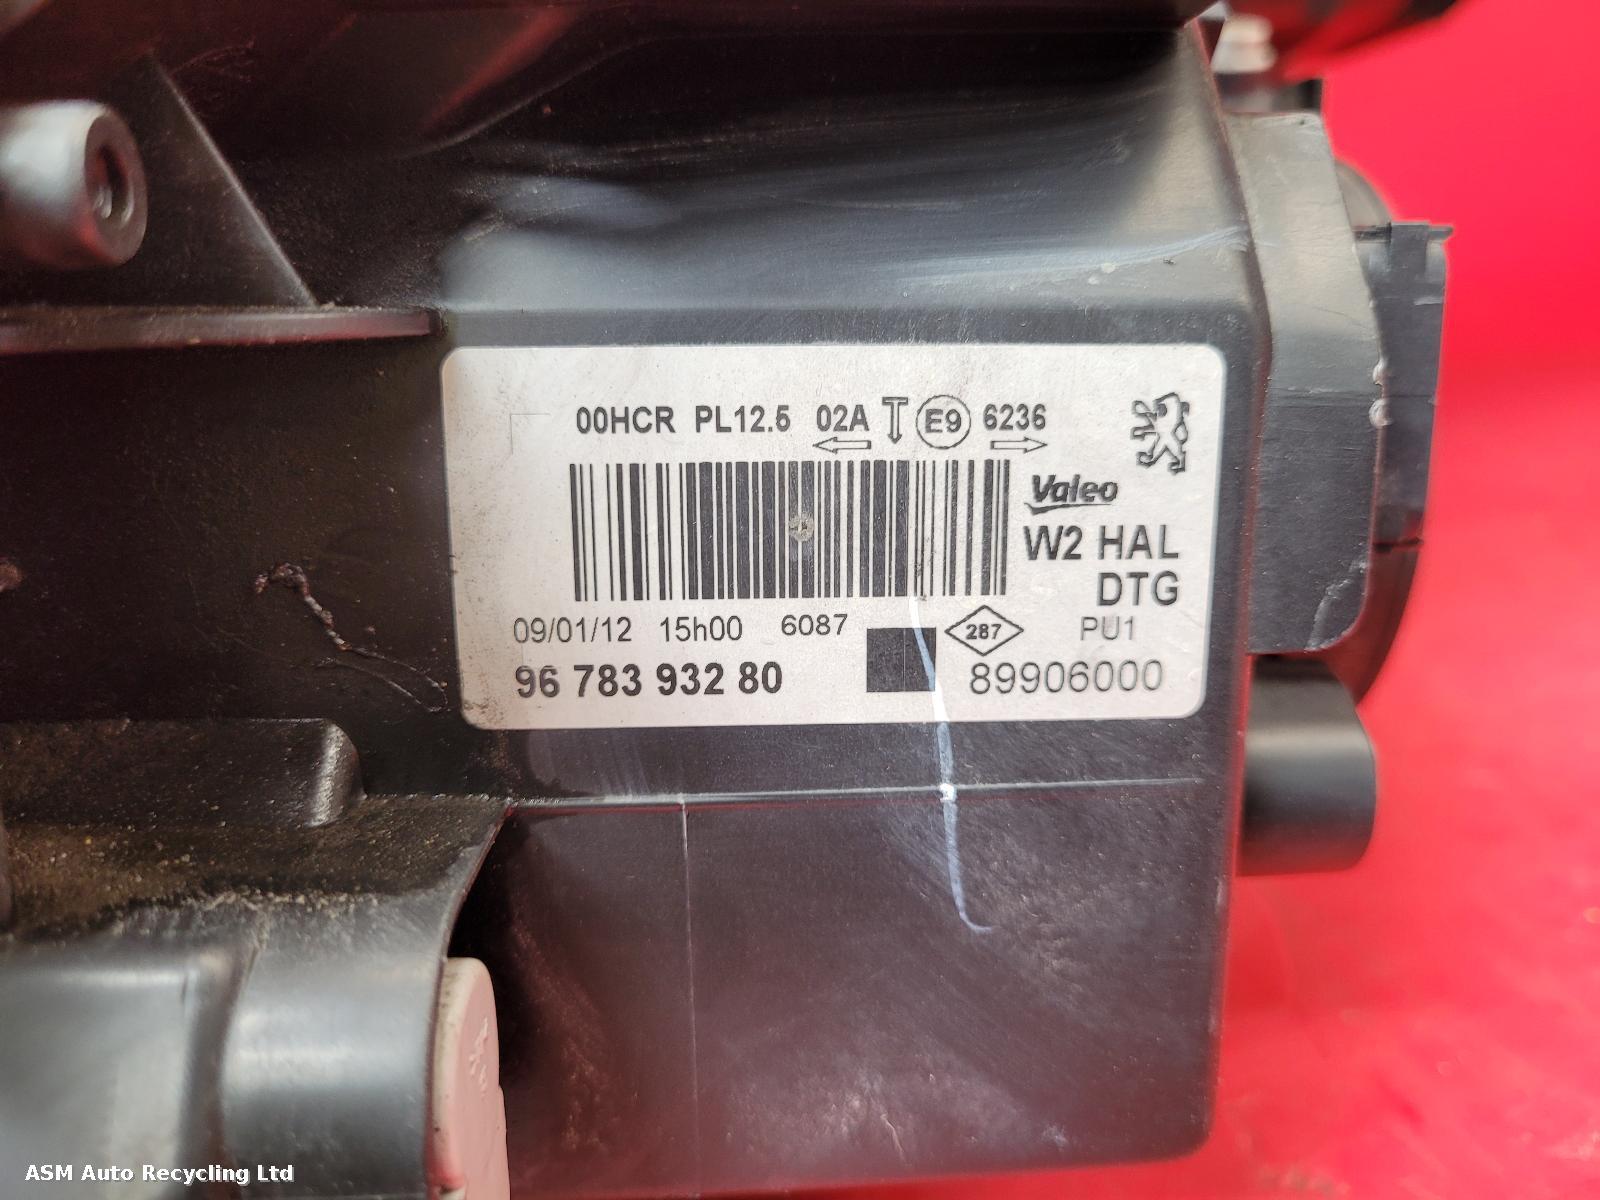 00HCR PL12.5 02A E9 6236
Valeo
W2 HAL
DTG
09/01/12 15h00 6087 287 PU1
96 783 932 80 89906000
ASM Auto Recycling Ltd